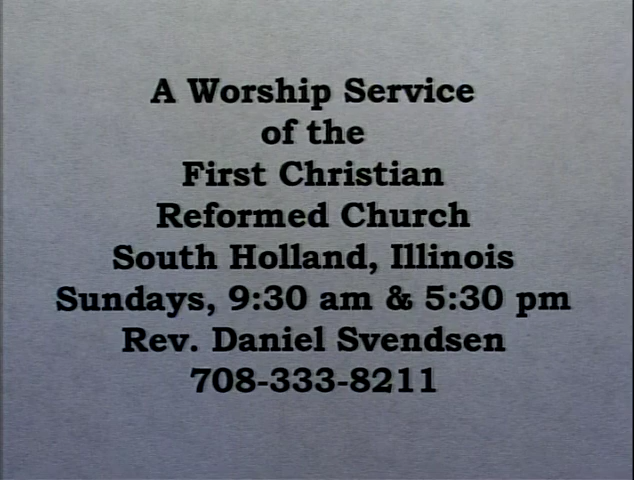 A Worship Service
of the
First Christian
Reformed Church
South Holland, Illinois
Sundays, 9:30 am & 5:30 pm
Rev. Daniel Svendsen
708-333-8211